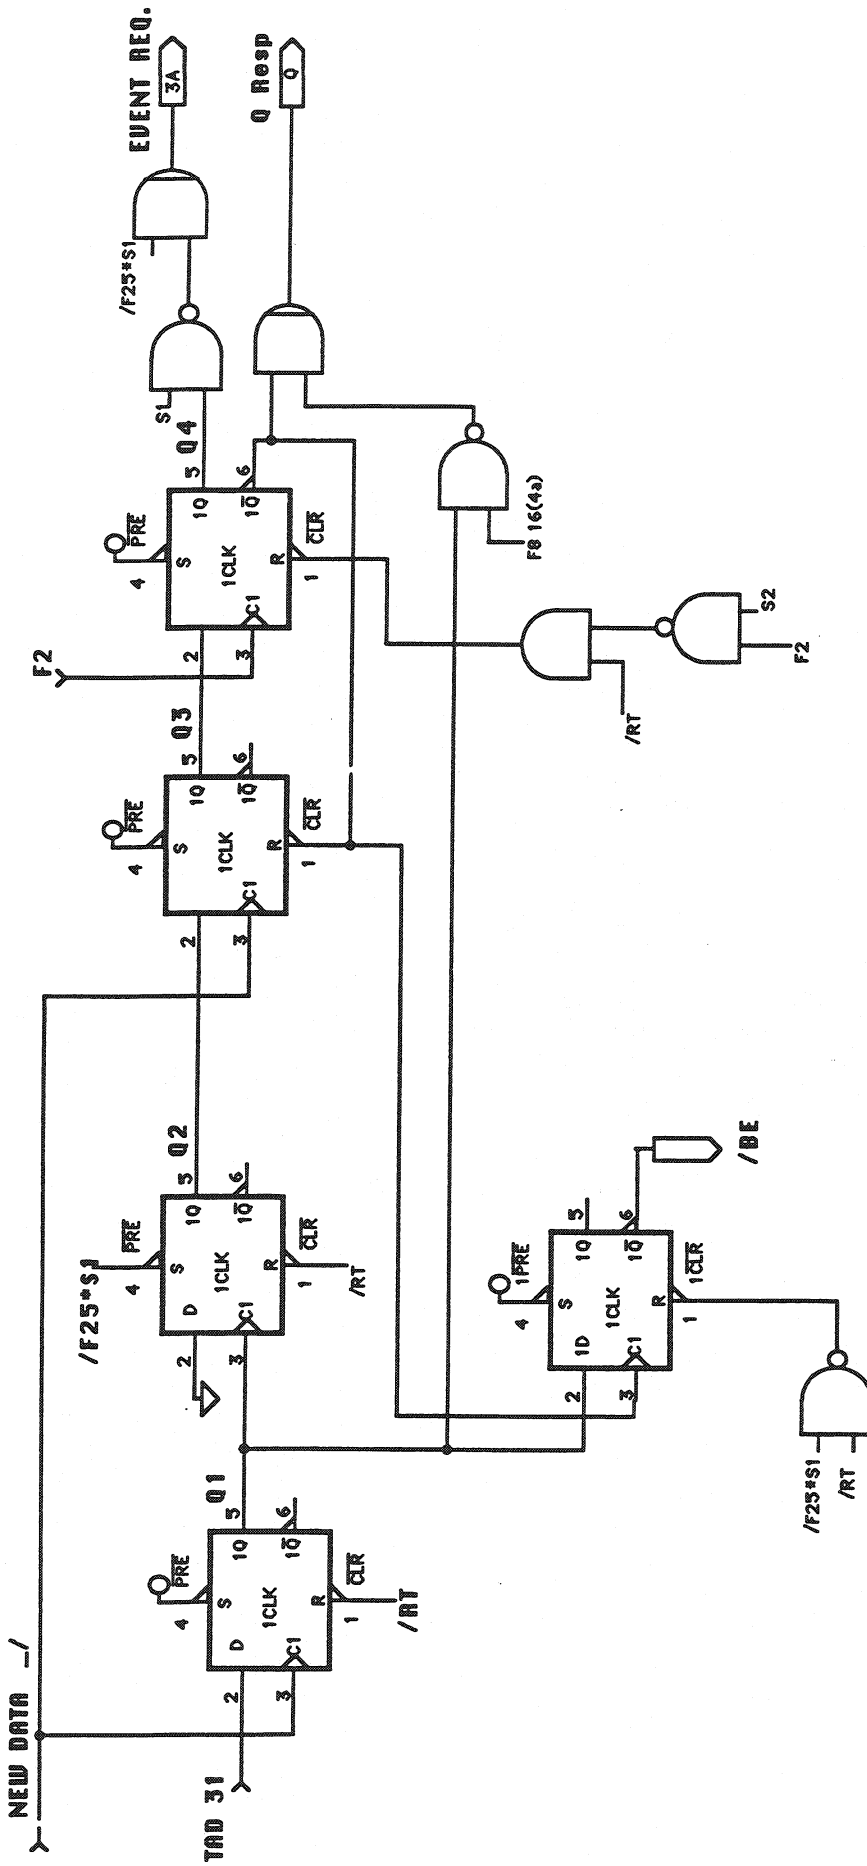 NEW DATA _/
TAD 31
2
3
D
C1
S
1CLK
R
1Q
1Q
4
PRE
1
CLR
/RT
5
6
Q1
/F25*S1
2
3
D
C1
S
1CLK
R
1Q
1Q
4
PRE
1
CLR
/RT
5
6
Q2
2
3
C1
S
1CLK
R
1Q
1Q
4
PRE
1
CLR
5
6
Q3
F2
2
3
C1
S
1CLK
R
1Q
1Q
4
PRE
1
CLR
5
6
Q4
S1
/F25*S1
EVENT REQ.
3A
Q Resp
Q
F8 16(4a)
/RT
F2
S2
2
3
1D
C1
S
1CLK
R
1Q
1Q
4
1PRE
1
1CLR
5
6
/BE
/F25*S1
/RT